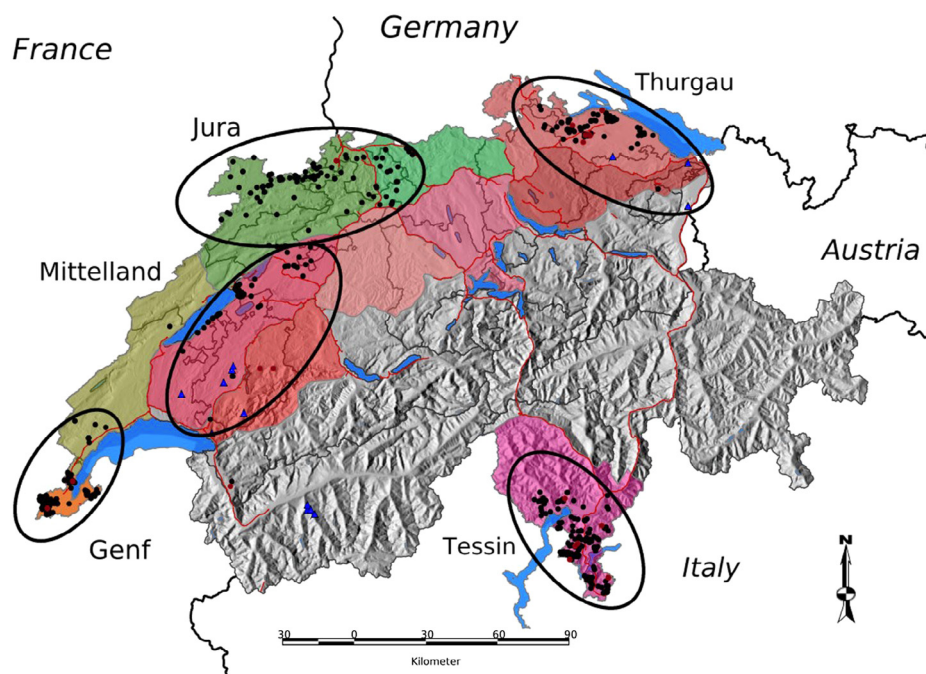 Germany
France
Thurgau
Jura
Austria
Mittelland
Genf
Tessin
Italy
N
30 0 30 60 90
Kilometer